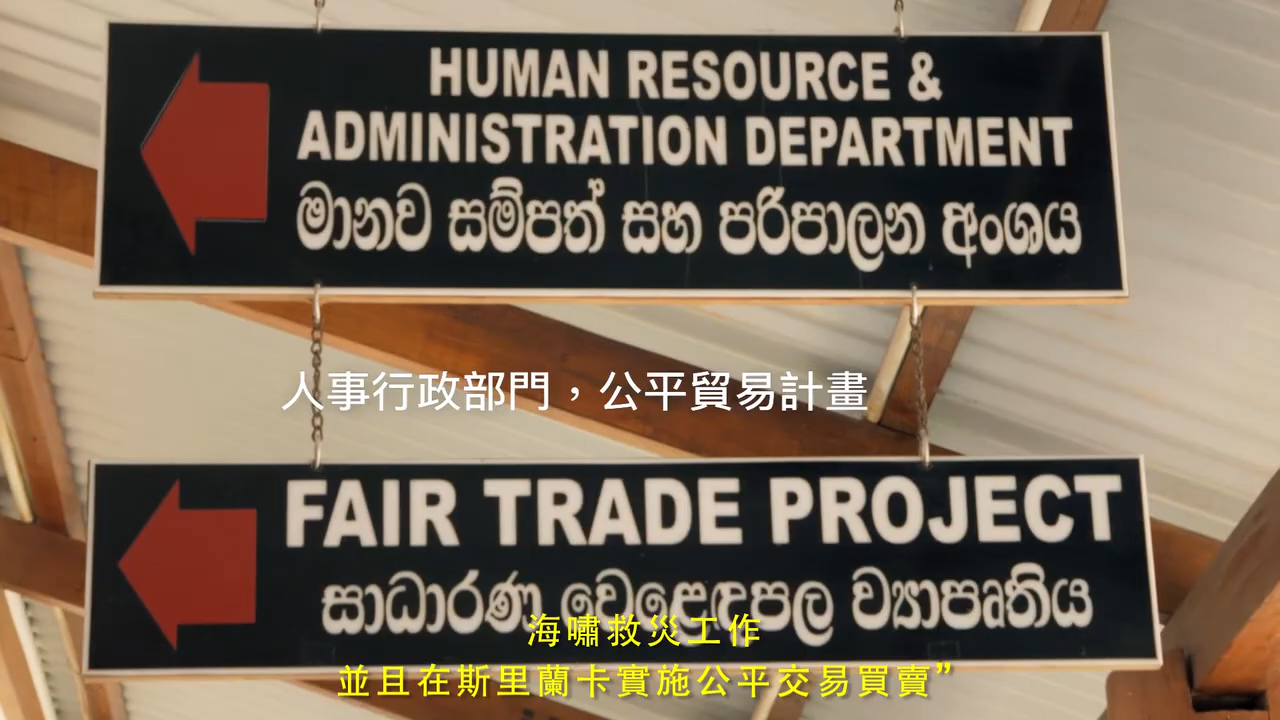 HUMAN RESOURCE &
ADMINISTRATION DEPARTMENT
මානව සම්පත් සහ පරිපාලන අංශය
人事行政部門，公平貿易計畫
FAIR TRADE PROJECT
සාධාරණ වෙළෙඳපල ව්‍යාපෘතිය
海嘯救災工作
並且在斯里蘭卡實施公平交易買賣”